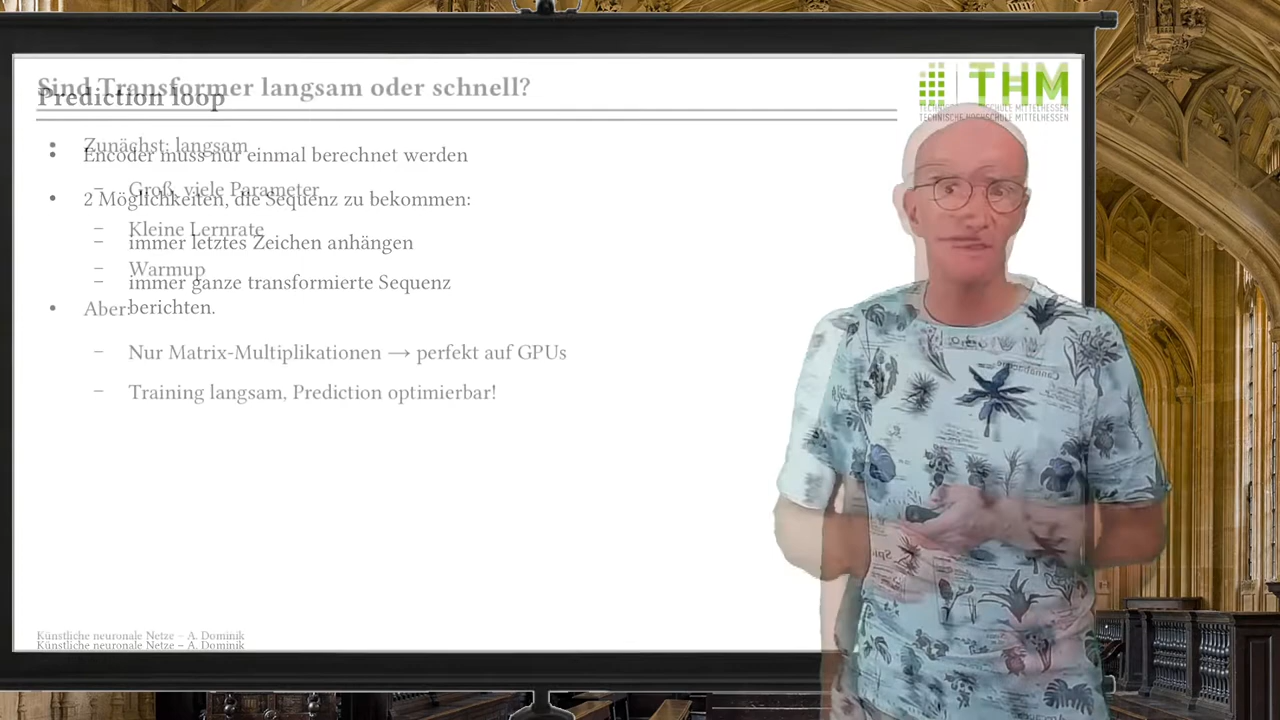 Sind Transformer langsam oder schnell?
Prediction loop
THM
TECHNISCHE HOCHSCHULE MITTELHESSEN
Zunächst: langsam
Encoder muss nur einmal berechnet werden
– Groß, viele Parameter
2 Möglichkeiten, die Sequenz zu bekommen:
– Kleine Lernrate
– immer letztes Zeichen anhängen
– Warmup
– immer ganze transformierte Sequenz
berichten.
• Aber:
– Nur Matrix-Multiplikationen → perfekt auf GPUs
– Training langsam, Prediction optimierbar!
Künstliche neuronale Netze – A. Dominik
Künstliche neuronale Netze – A. Dominik